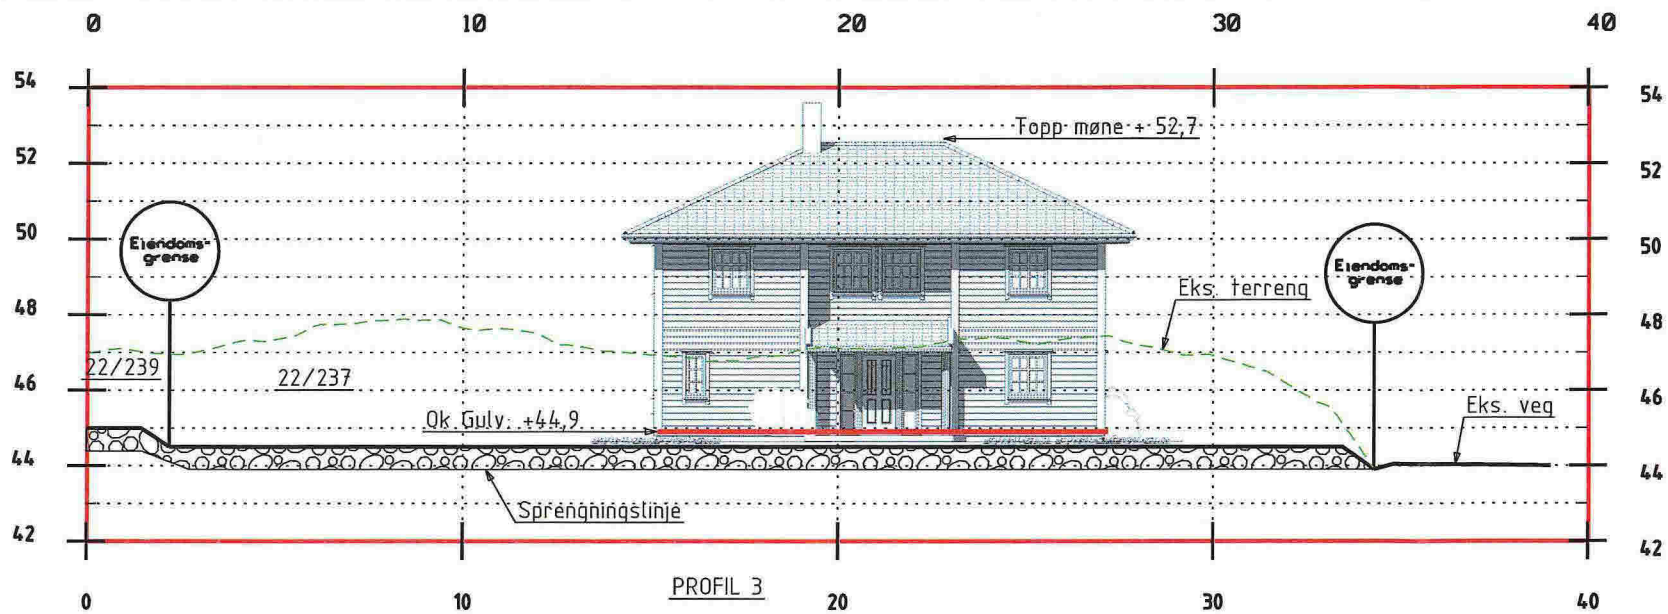 0 10 20 30 40
54 54
Topp møne + 52,7
52 52
Eiendoms-
grense
50 50
Eiendoms-
grense
Eks. terreng
48 48
22/239
22/237
46 46
Ok Gulv: +44,9
Eks. veg
44 44
Sprengningslinje
42 42
PROFIL 3
0 10 20 30 40